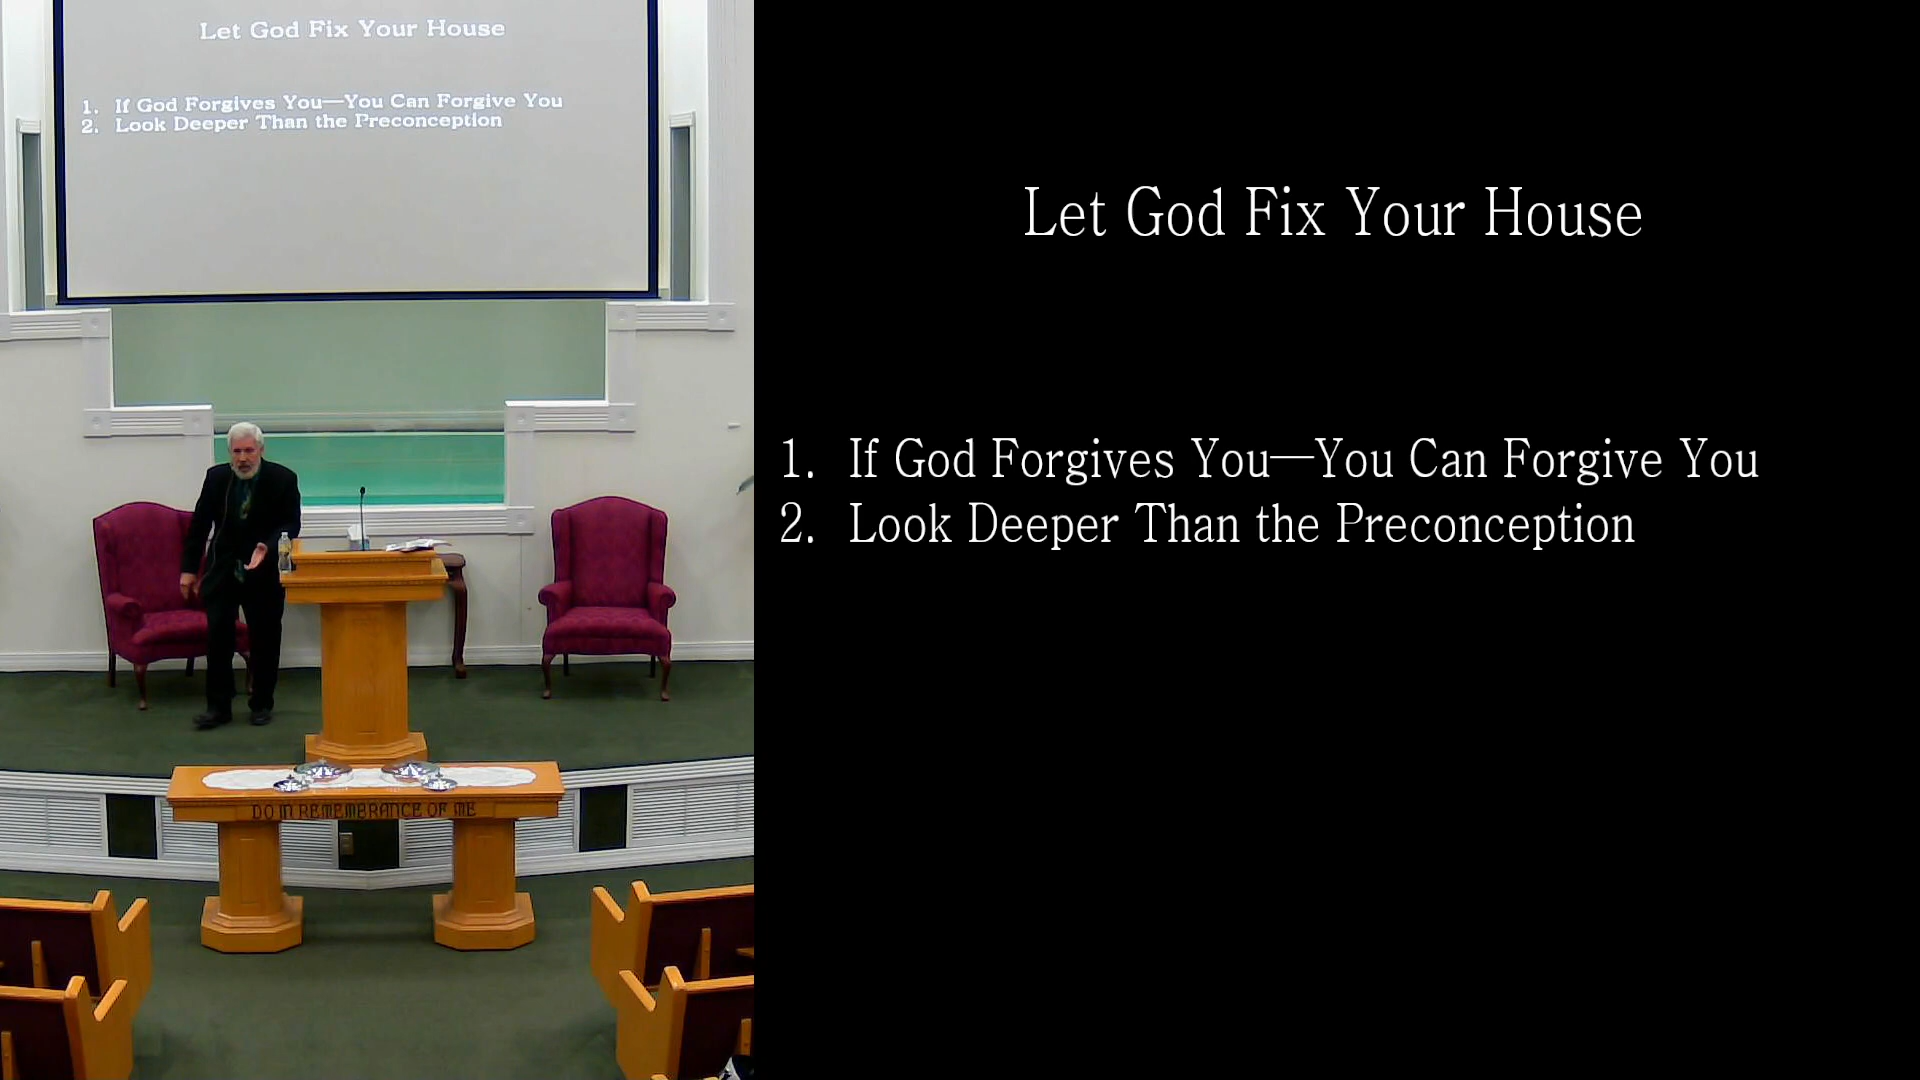 Let God Fix Your House
1. If God Forgives You—You Can Forgive You
2. Look Deeper Than the Preconception
DO IN REMEMBRANCE OF ME
Let God Fix Your House
1. If God Forgives You—You Can Forgive You
2. Look Deeper Than the Preconception